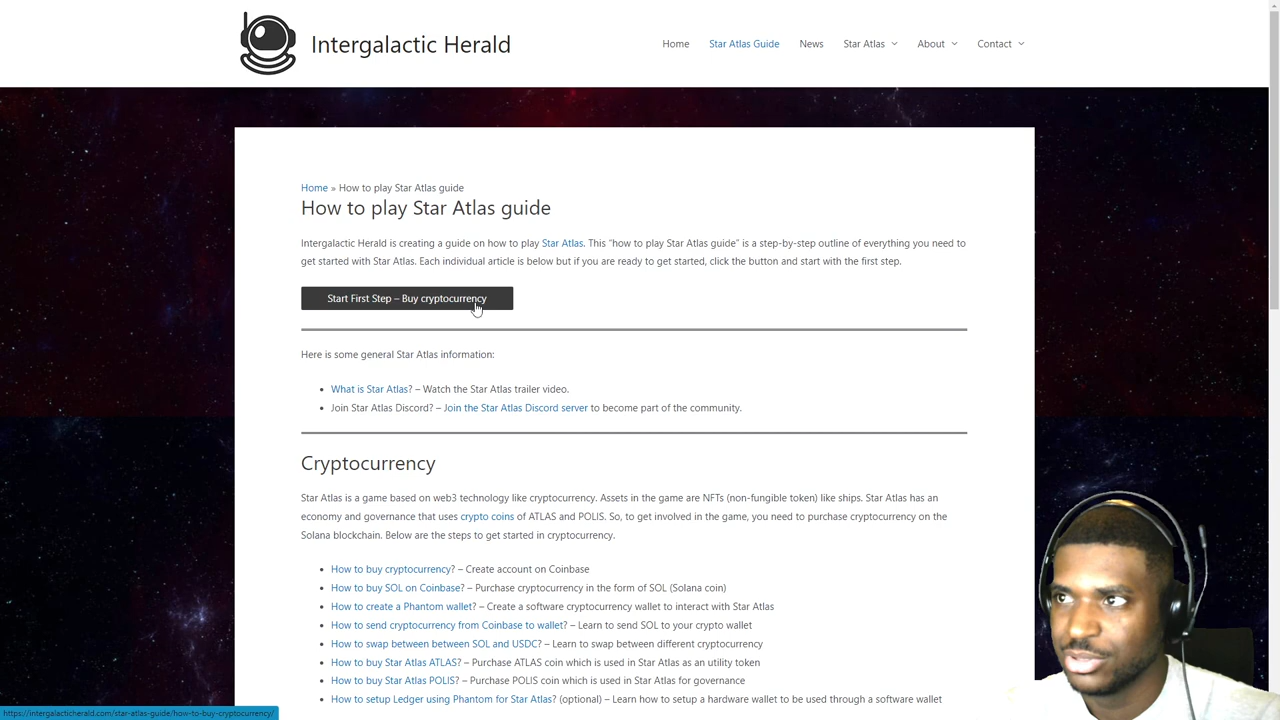 Intergalactic Herald
Home
Star Atlas Guide
News
Star Atlas
About
Contact
Home » How to play Star Atlas guide
How to play Star Atlas guide
Intergalactic Herald is creating a guide on how to play Star Atlas. This "how to play Star Atlas guide" is a step-by-step outline of everything you need to
get started with Star Atlas. Each individual article is below but if you are ready to get started, click the button and start with the first step.
Start First Step – Buy cryptocurrency
Here is some general Star Atlas information:
What is Star Atlas? – Watch the Star Atlas trailer video.
Join Star Atlas Discord? – Join the Star Atlas Discord server to become part of the community.
Cryptocurrency
Star Atlas is a game based on web3 technology like cryptocurrency. Assets in the game are NFTs (non-fungible token) like ships. Star Atlas has an
economy and governance that uses crypto coins of ATLAS and POLIS. So, to get involved in the game, you need to purchase cryptocurrency on the
Solana blockchain. Below are the steps to get started in cryptocurrency.
How to buy cryptocurrency? – Create account on Coinbase
How to buy SOL on Coinbase? – Purchase cryptocurrency in the form of SOL (Solana coin)
How to create a Phantom wallet? – Create a software cryptocurrency wallet to interact with Star Atlas
How to send cryptocurrency from Coinbase to wallet? – Learn to send SOL to your crypto wallet
How to swap between between SOL and USDC? – Learn to swap between different cryptocurrency
How to buy Star Atlas ATLAS? – Purchase ATLAS coin which is used in Star Atlas as an utility token
How to buy Star Atlas POLIS? – Purchase POLIS coin which is used in Star Atlas for governance
How to setup Ledger using Phantom for Star Atlas? (optional) – Learn how to setup a hardware wallet to be used through a software wallet
https://intergalacticherald.com/star-atlas-guide/how-to-buy-cryptocurrency/